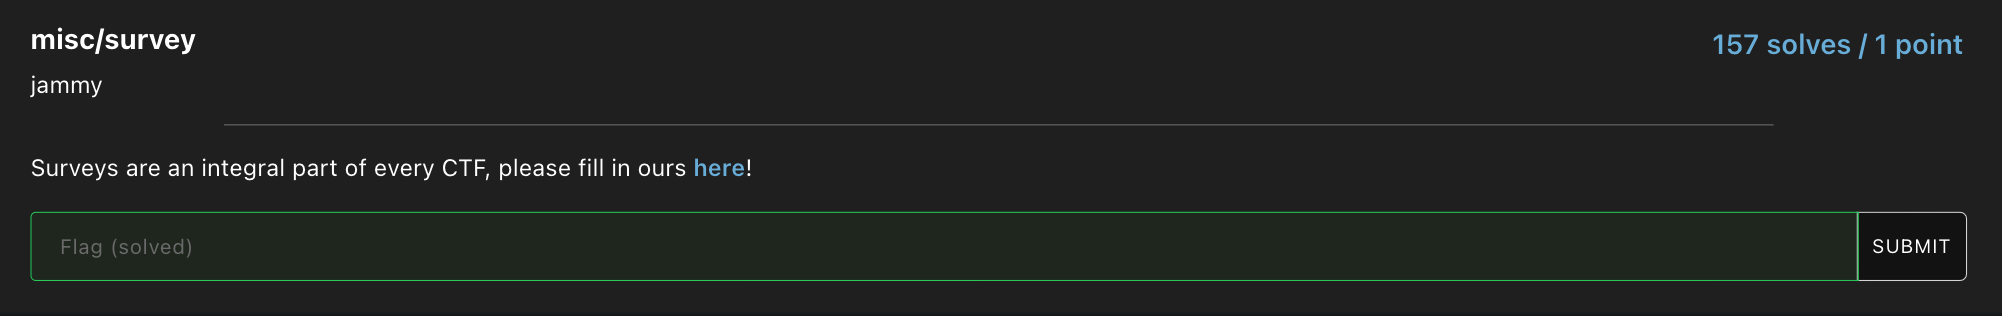 misc/survey
157 solves / 1 point
jammy
Surveys are an integral part of every CTF, please fill in ours here!
Flag (solved)
SUBMIT